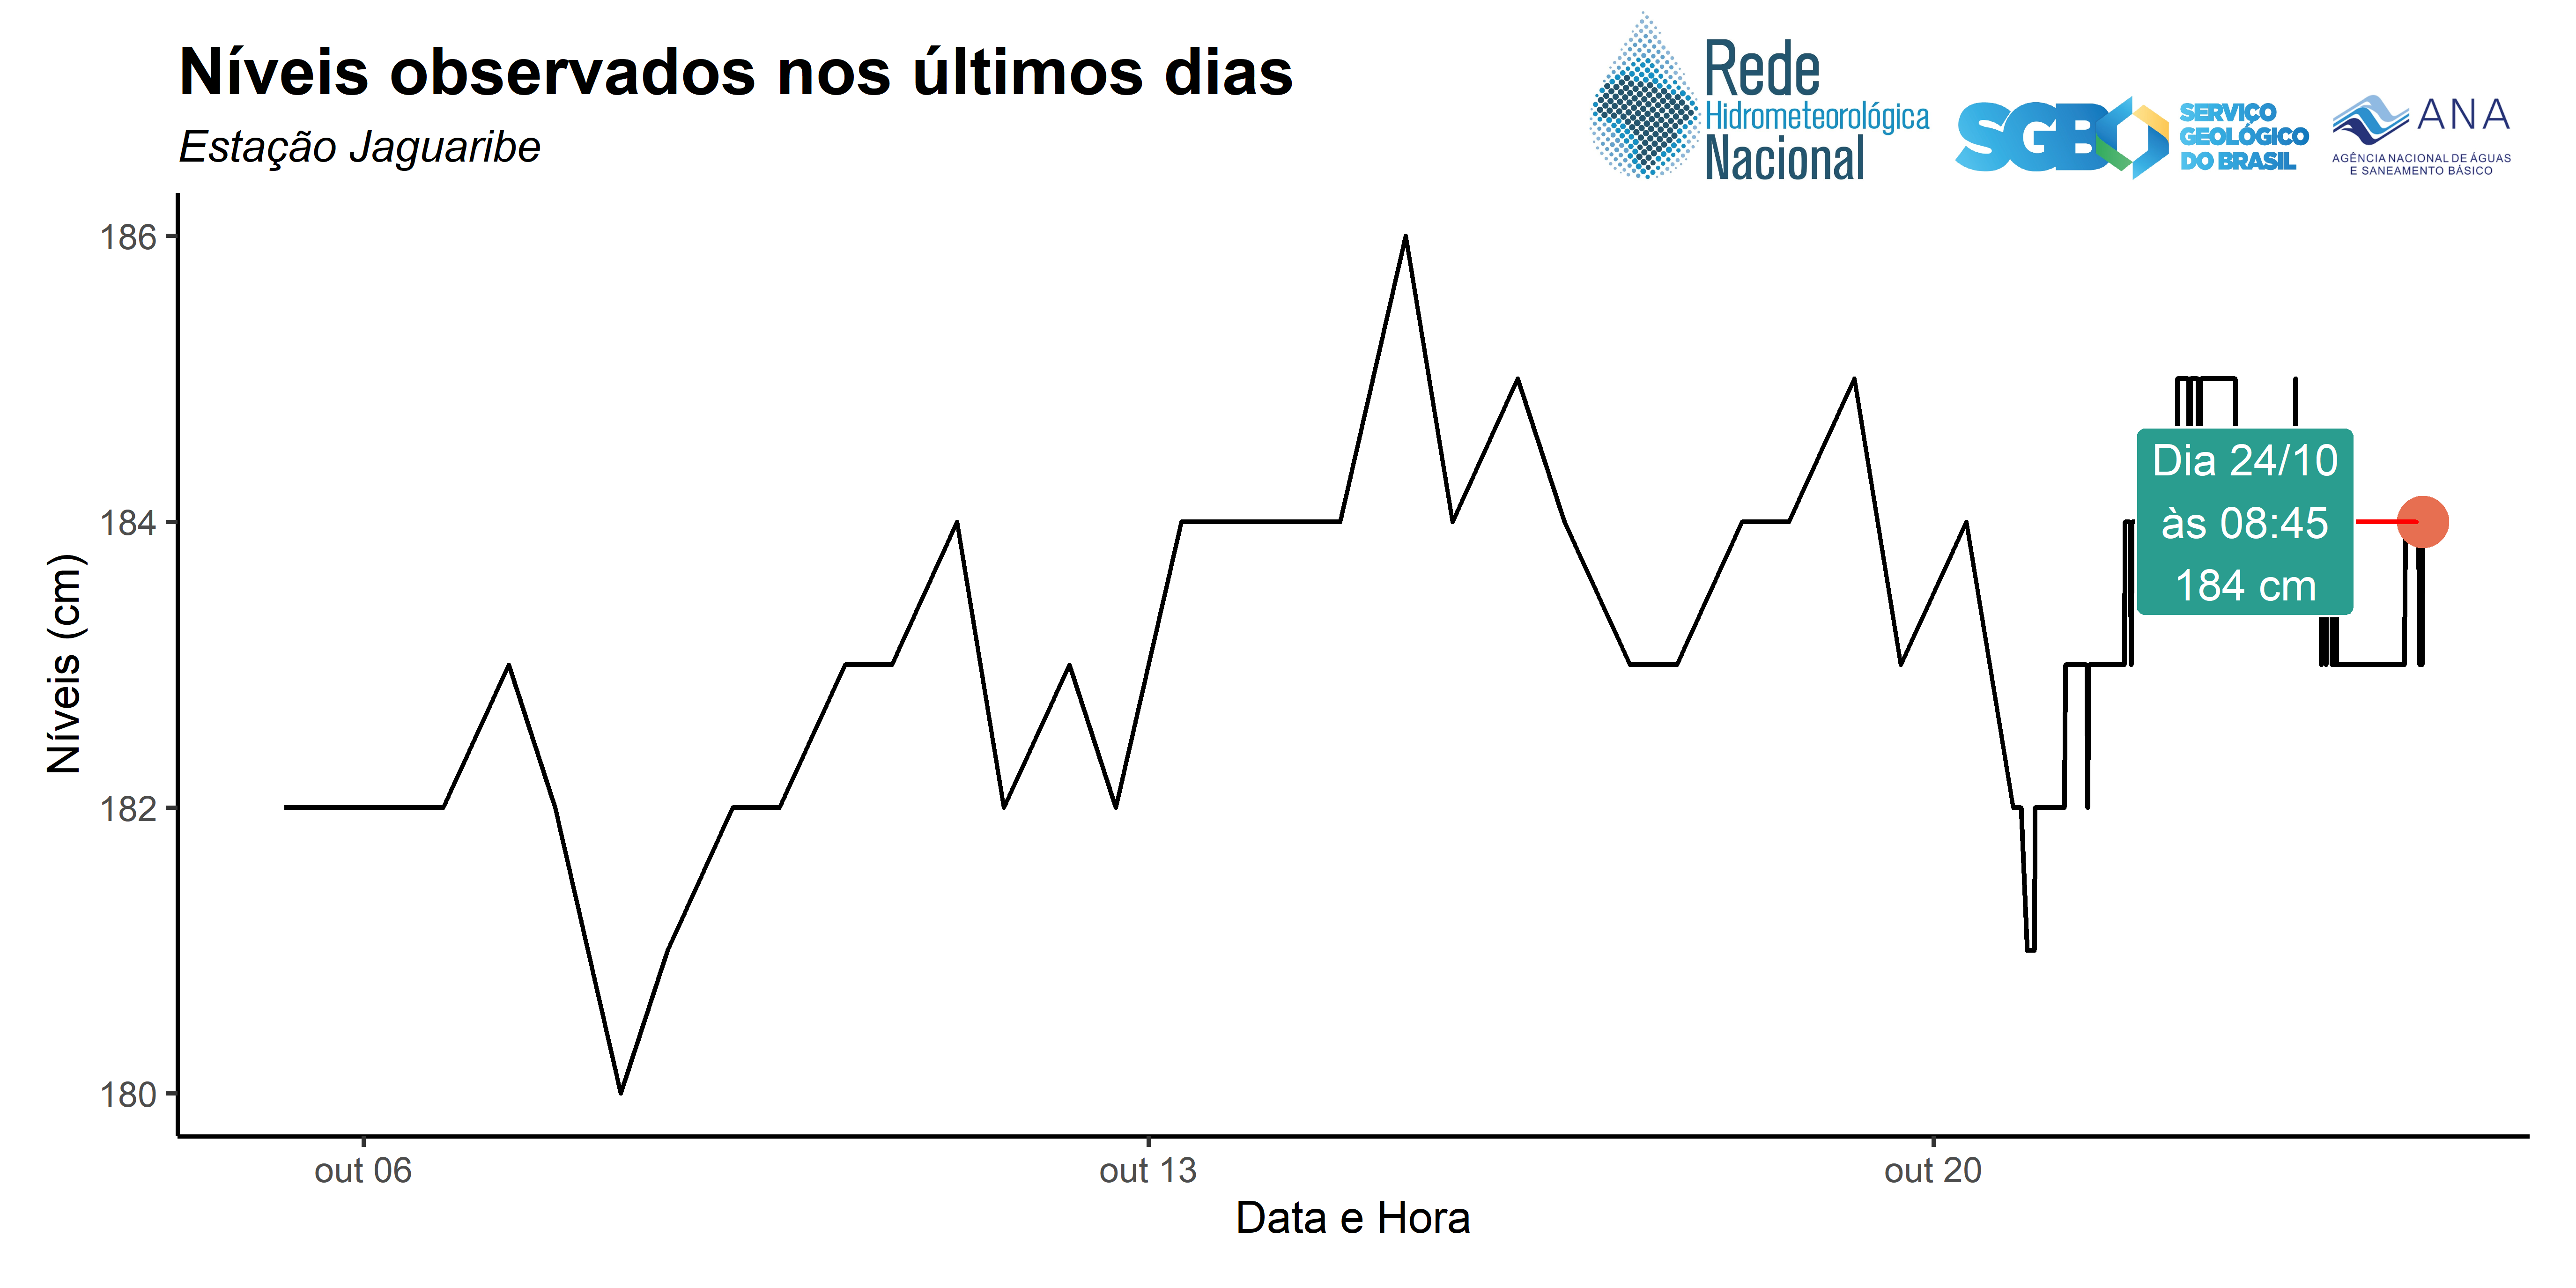 Níveis observados nos últimos dias
Estação Jaguaribe
Rede
Hidrometeorológica
Nacional
SGB
SERVIÇO
GEOLÓGICO
DO BRASIL
ANA
AGÊNCIA NACIONAL DE ÁGUAS
E SANEAMENTO BÁSICO
Níveis (cm)
186
184
182
180
Dia 24/10
às 08:45
184 cm
out 06
out 13
out 20
Data e Hora